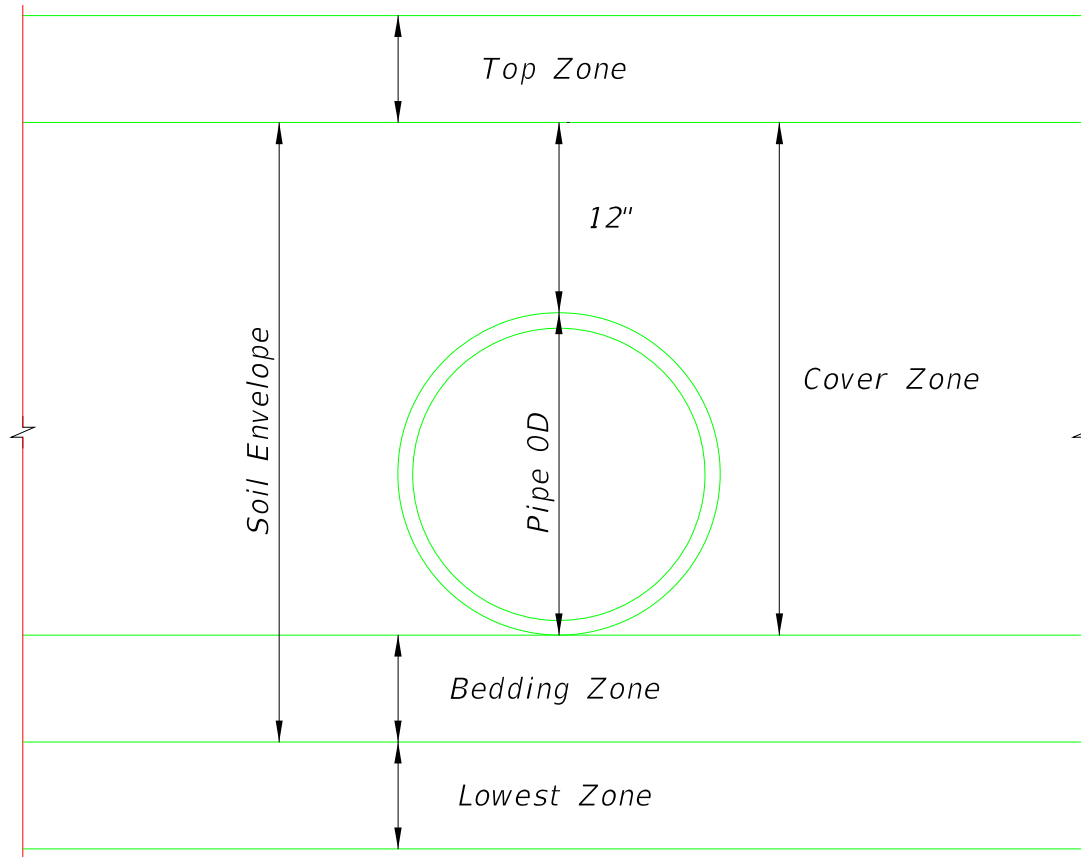 Top Zone
12"
Cover Zone
Soil Envelope
Pipe OD
Bedding Zone
Lowest Zone